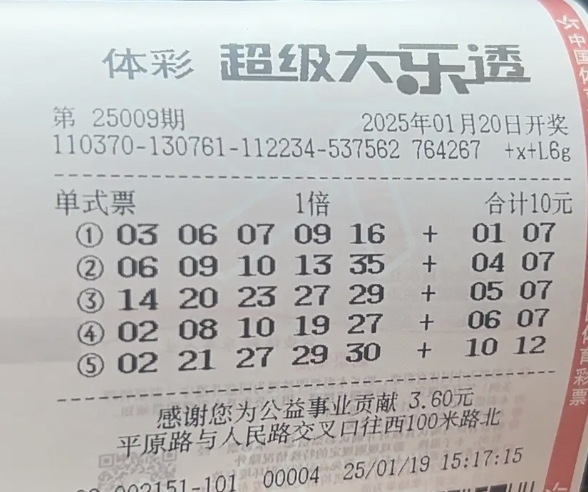 体彩 超级大乐透
第 25009期 2025年01月20日开奖
110370-130761-112234-537562 764267 +x+L6g
单式票 1倍 合计10元
① 03 06 07 09 16 + 01 07
② 06 09 10 13 35 + 04 07
③ 14 20 23 27 29 + 05 07
④ 02 08 10 19 27 + 06 07
⑤ 02 21 27 29 30 + 10 12
感谢您为公益事业贡献 3.60元
平原路与人民路交叉口往西100米路北
002151-101 00004 25/01/19 15:17:15
中国体
彩票